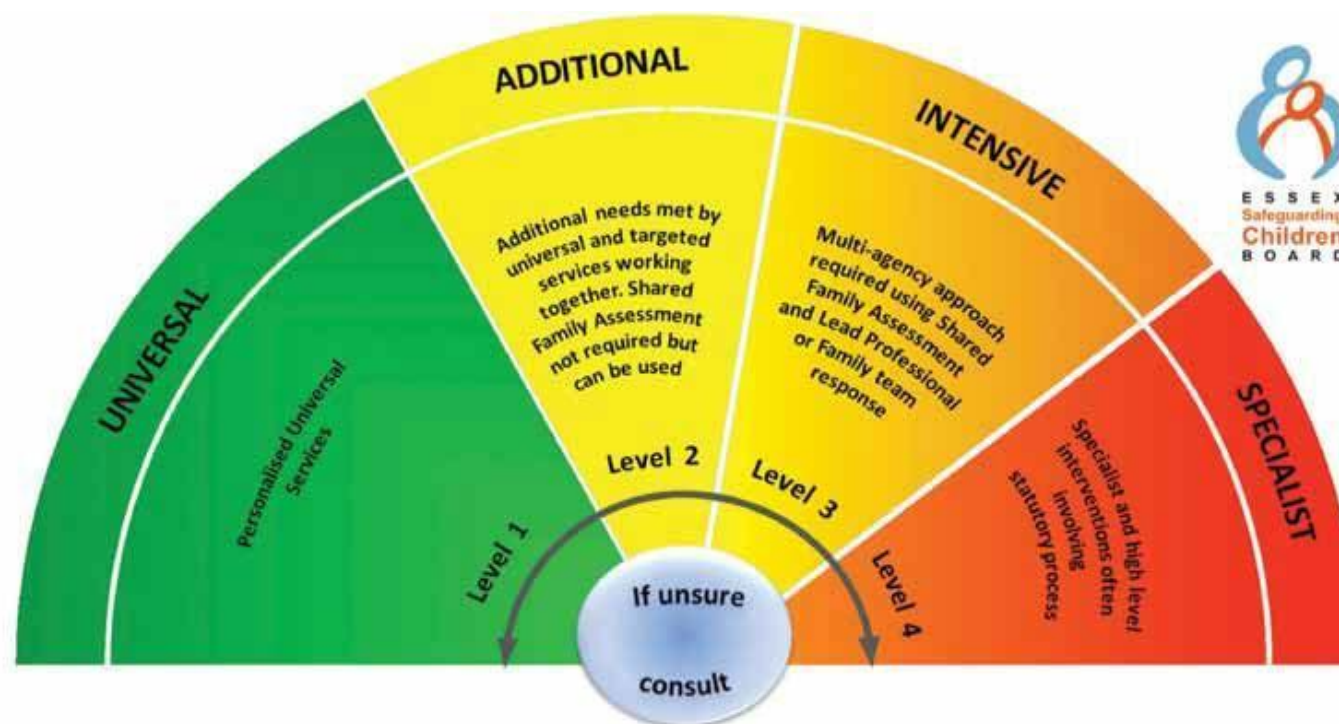 UNIVERSAL
Personalised Universal
Services
Level 1
ADDITIONAL
Additional needs met by
universal and targeted
services working
together. Shared
Family Assessment
not required but
can be used
Level 2
INTENSIVE
Multi-agency approach
required using Shared
Family Assessment
and Lead Professional
or Family team
response
Level 3
SPECIALIST
Specialist and high level
interventions often
involving
statutory process
Level 4
If unsure
consult
ESSEX
Safeguarding
Children
BOARD